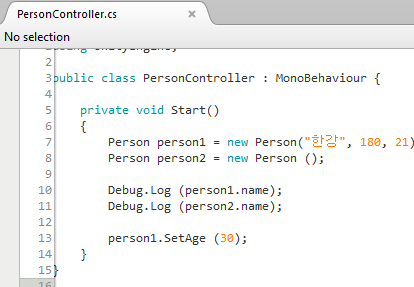 PersonController.cs ×
No selection
2
3 public class PersonController : MonoBehaviour {
4
5 private void Start()
6 {
7 Person person1 = new Person("한강", 180, 21)
8 Person person2 = new Person ();
9
10 Debug.Log (person1.name);
11 Debug.Log (person2.name);
12
13 person1.SetAge (30);
14 }
15 }
16